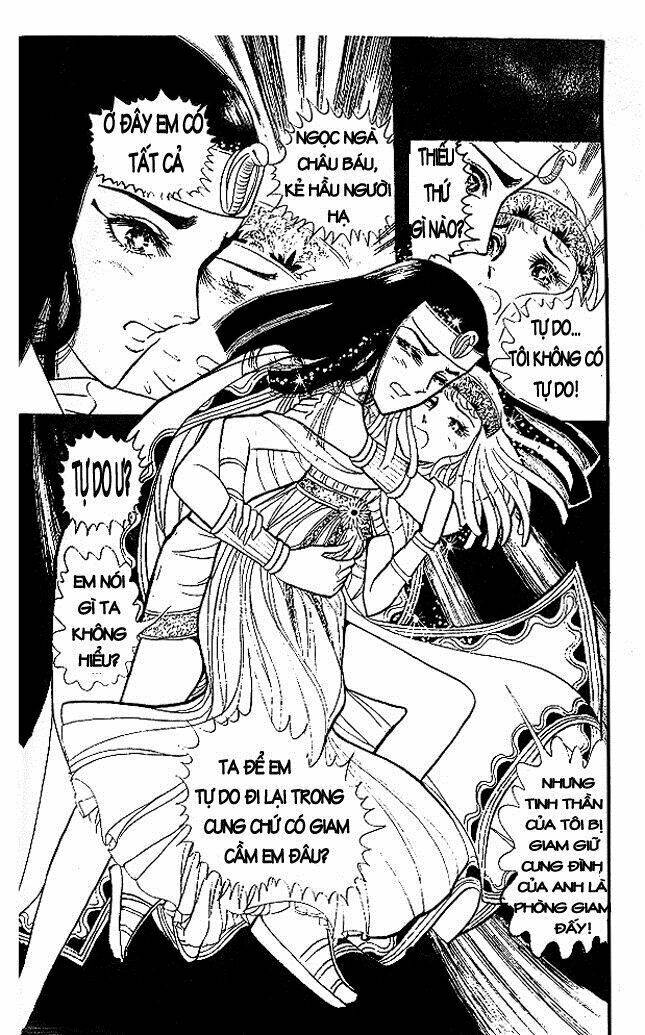 Ở ĐÂY EM CÓ
TẤT CẢ
NGỌC NGÀ
CHÂU BÁU,
KẺ HẦU NGƯỜI
HẠ
THIẾU
THỨ
GÌ NÀO?
TỰ DO...
TÔI KHÔNG CÓ
TỰ DO!
TỰ DO Ư?
EM NÓI
GÌ TA
KHÔNG
HIỂU?
TA ĐỂ EM
TỰ DO ĐI LẠI TRONG
CUNG CHỨ CÓ GIAM
CẦM EM ĐÂU?
NHƯNG
TINH THẦN
CỦA TÔI BỊ
GIAM GIỮ
CUNG ĐÌNH
CỦA ANH LÀ
PHÒNG GIAM
ĐẤY!